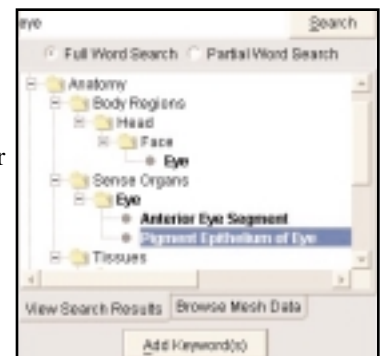 eye Search
Full Word Search Partial Word Search
Anatomy
Body Regions
Head
Face
Eye
Sense Organs
Eye
Anterior Eye Segment
Pigment Epithelium of Eye
Tissues
View Search Results Browse Mesh Data
Add Keyword(s)
r